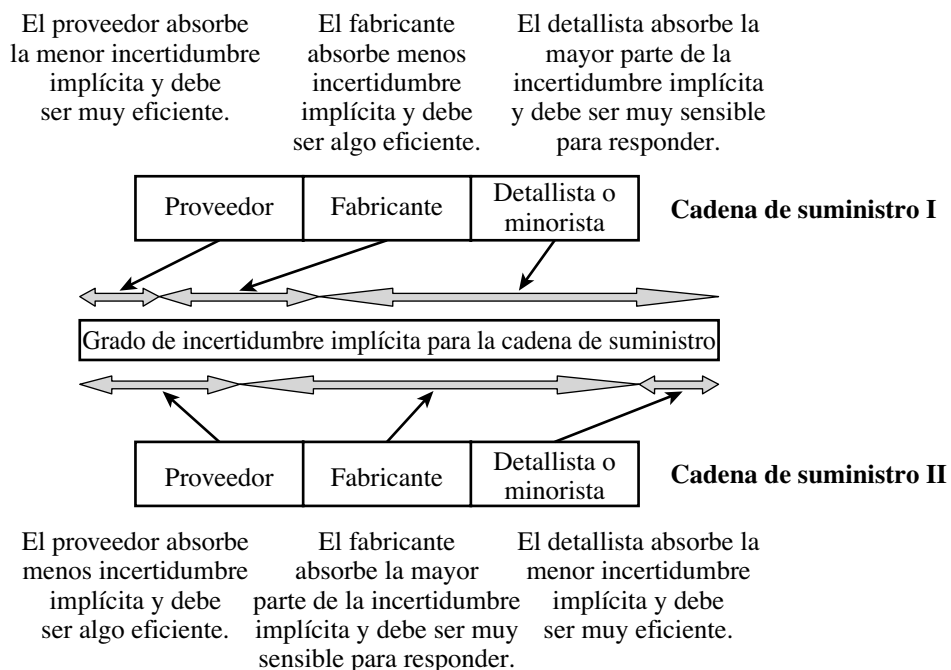 El proveedor absorbe
la menor incertidumbre
implícita y debe
ser muy eficiente.
El fabricante
absorbe menos
incertidumbre
implícita y debe
ser algo eficiente.
El detallista absorbe la
mayor parte de la
incertidumbre implícita
y debe ser muy sensible
para responder.
Proveedor
Fabricante
Detallista o
minorista
Cadena de suministro I
Grado de incertidumbre implícita para la cadena de suministro
Proveedor
Fabricante
Detallista o
minorista
Cadena de suministro II
El proveedor absorbe
menos incertidumbre
implícita y debe
ser algo eficiente.
El fabricante
absorbe la mayor
parte de la incertidumbre
implícita y debe ser muy
sensible para responder.
El detallista absorbe la
menor incertidumbre
implícita y debe
ser muy eficiente.